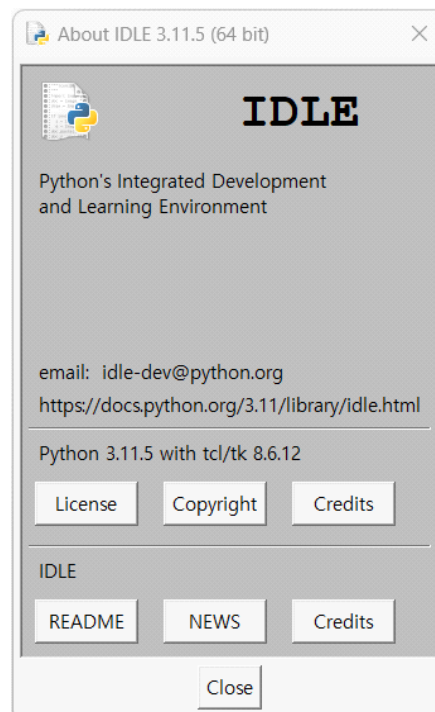 About IDLE 3.11.5 (64 bit)
IDLE
Python's Integrated Development
and Learning Environment
email: idle-dev@python.org
https://docs.python.org/3.11/library/idle.html
Python 3.11.5 with tcl/tk 8.6.12
License Copyright Credits
IDLE
README NEWS Credits
Close